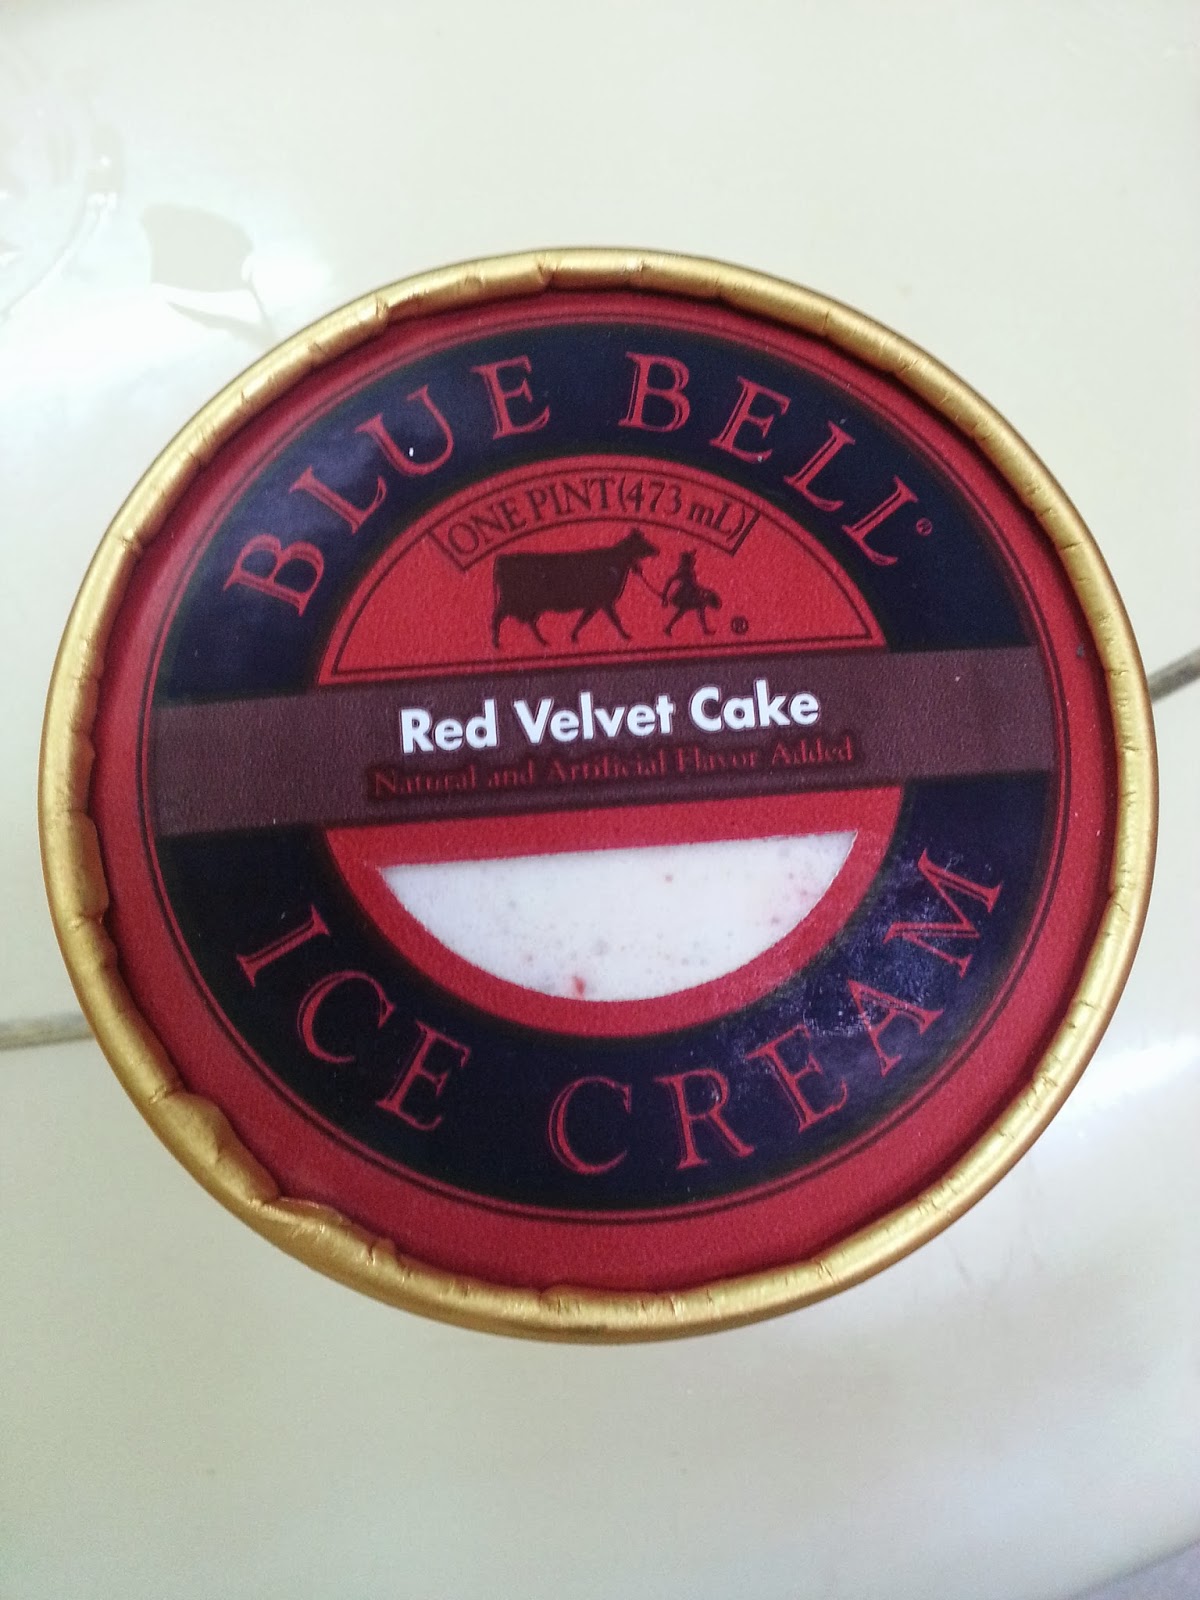 BLUE BELL®
ONE PINT (473 mL)
®
Red Velvet Cake
Natural and Artificial Flavor Added
ICE CREAM